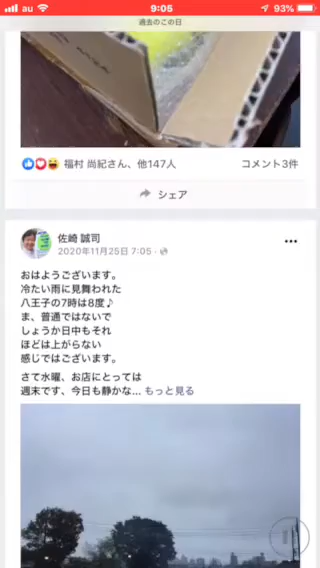 au 9:05 93%
過去のこの日
福村 尚紀さん、他147人 コメント3件
シェア
佐崎 誠司
2020年11月25日 7:05
おはようございます。
冷たい雨に見舞われた
八王子の7時は8度♪
ま、普通ではないで
しょうか日中もそれ
ほどは上がらない
感じではございます。
さて水曜、お店にとっては
週末です、今日も静かな... もっと見る